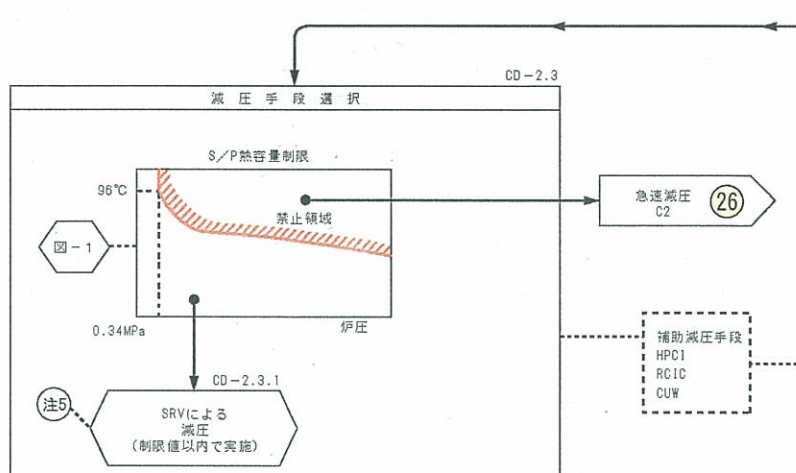 CD-2.3
減圧手段選択
S/P熱容量制限
96℃
禁止領域
急速減圧
C2
26
図-1
0.34MPa
炉圧
補助減圧手段
HPCI
RCIC
CUW
CD-2.3.1
注5
SRVによる
減圧
(制限値以内で実施)